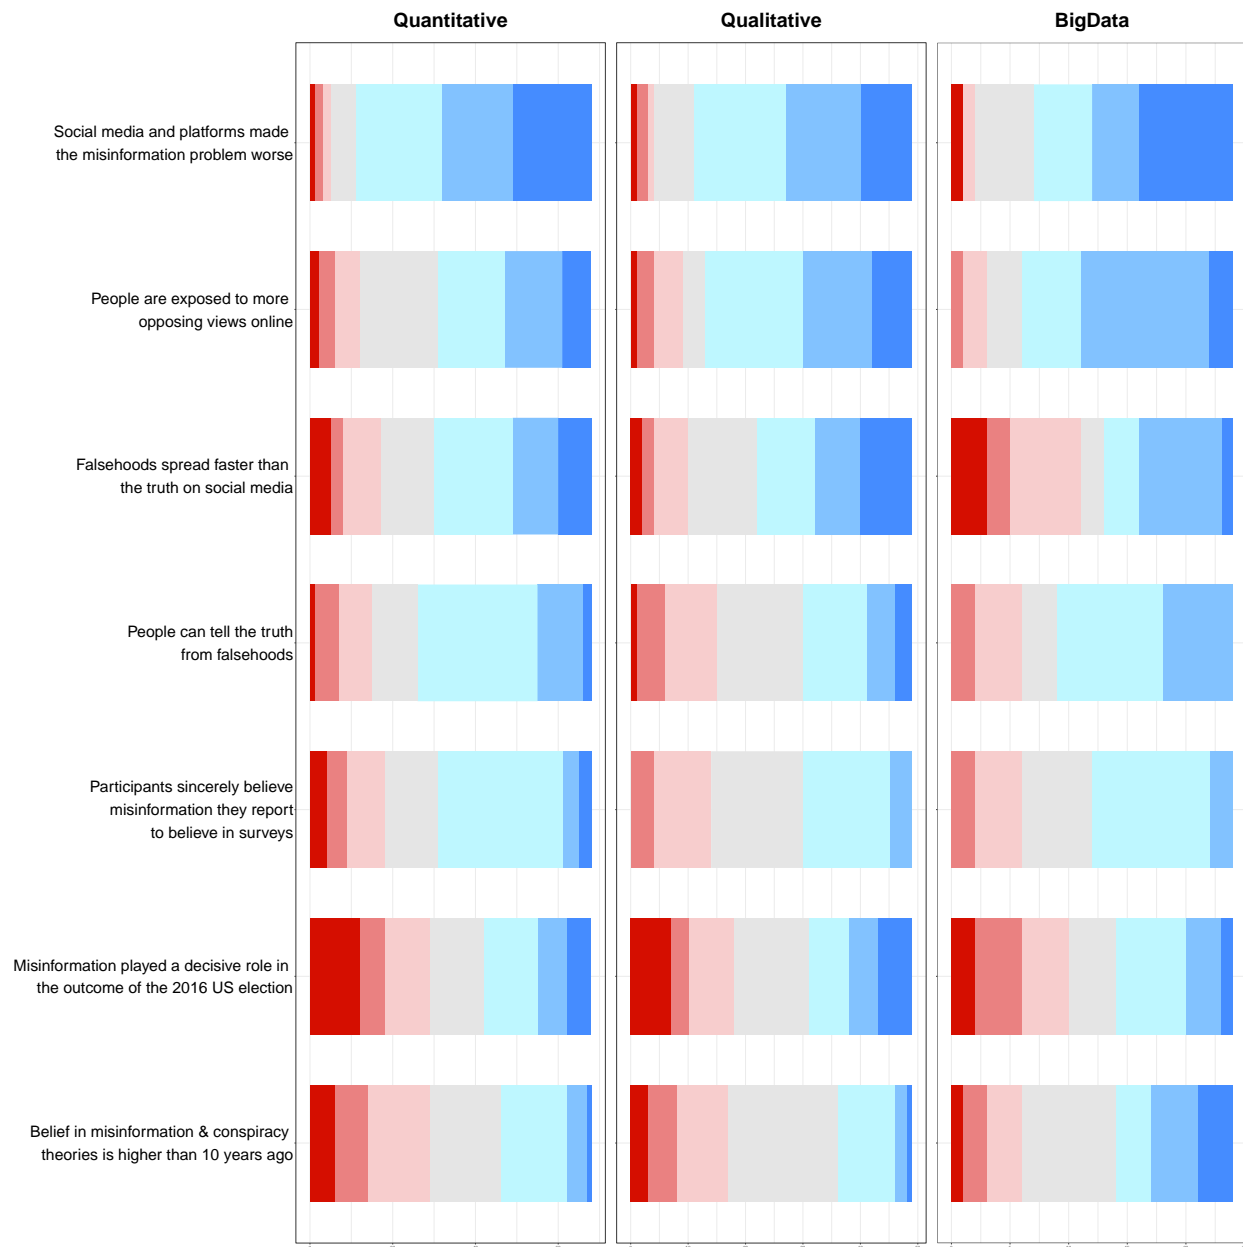 Quantitative
Qualitative
BigData
Social media and platforms made
the misinformation problem worse
People are exposed to more
opposing views online
Falsehoods spread faster than
the truth on social media
People can tell the truth
from falsehoods
Participants sincerely believe
misinformation they report
to believe in surveys
Misinformation played a decisive role in
the outcome of the 2016 US election
Belief in misinformation & conspiracy
theories is higher than 10 years ago